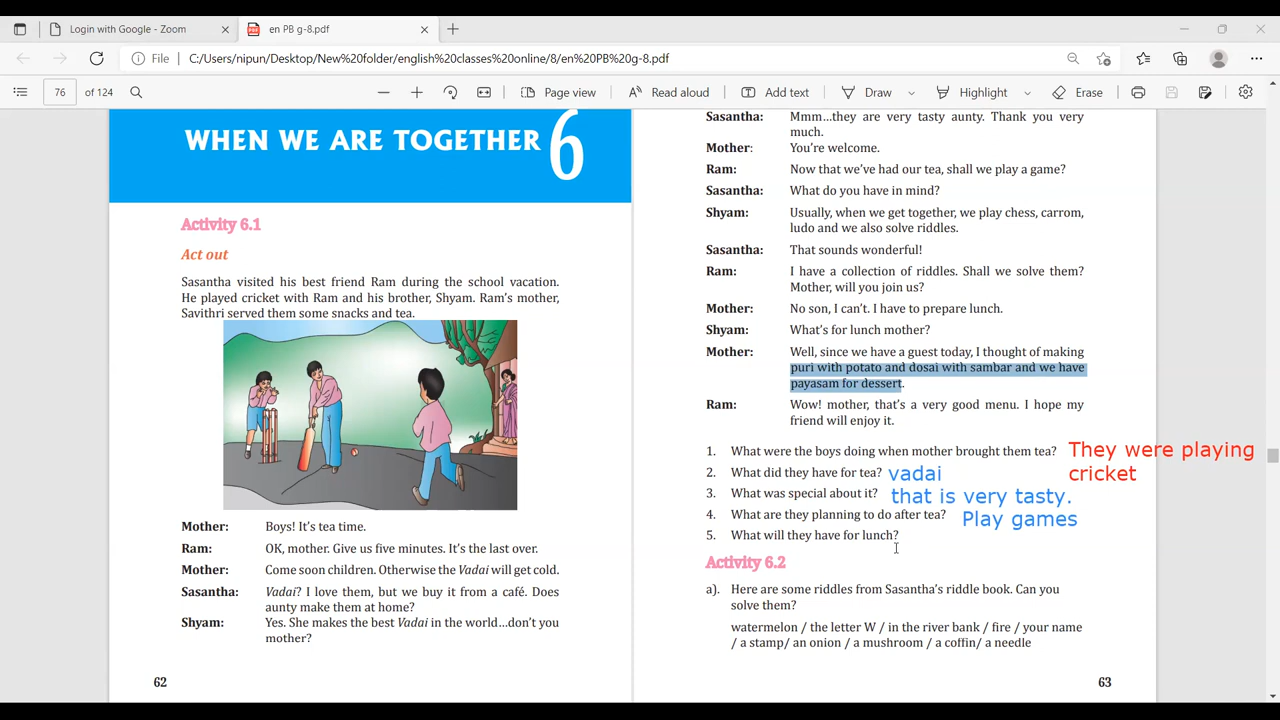 Login with Google - Zoom
en PB g-8.pdf
File
C:/Users/nipun/Desktop/New%20folder/english%20classes%20online/8/en%20PB%20g-8.pdf
76 of 124
Page view
Read aloud
Add text
Draw
Highlight
Erase
WHEN WE ARE TOGETHER 6
Activity 6.1
Act out
Sasantha visited his best friend Ram during the school vacation.
He played cricket with Ram and his brother, Shyam. Ram's mother,
Savithri served them some snacks and tea.
Mother: Boys! It's tea time.
Ram: OK, mother. Give us five minutes. It's the last over.
Mother: Come soon children. Otherwise the Vadai will get cold.
Sasantha: Vadai? I love them, but we buy it from a café. Does
aunty make them at home?
Shyam: Yes. She makes the best Vadai in the world...don't you
mother?
62
Sasantha: Mmm...they are very tasty aunty. Thank you very
much.
Mother: You're welcome.
Ram: Now that we've had our tea, shall we play a game?
Sasantha: What do you have in mind?
Shyam: Usually, when we get together, we play chess, carrom,
ludo and we also solve riddles.
Sasantha: That sounds wonderful!
Ram: I have a collection of riddles. Shall we solve them?
Mother, will you join us?
Mother: No son, I can't. I have to prepare lunch.
Shyam: What's for lunch mother?
Mother: Well, since we have a guest today, I thought of making
puri with potato and dosai with sambar and we have
payasam for dessert.
Ram: Wow! mother, that's a very good menu. I hope my
friend will enjoy it.
1. What were the boys doing when mother brought them tea? They were playing
cricket
2. What did they have for tea? vadai
3. What was special about it? that is very tasty.
4. What are they planning to do after tea? Play games
5. What will they have for lunch?
Activity 6.2
a). Here are some riddles from Sasantha's riddle book. Can you
solve them?
watermelon / the letter W / in the river bank / fire / your name
/ a stamp/ an onion / a mushroom / a coffin/ a needle
63